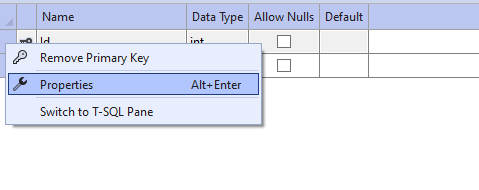 Name Data Type Allow Nulls Default
Id int
Remove Primary Key
Properties Alt+Enter
Switch to T-SQL Pane